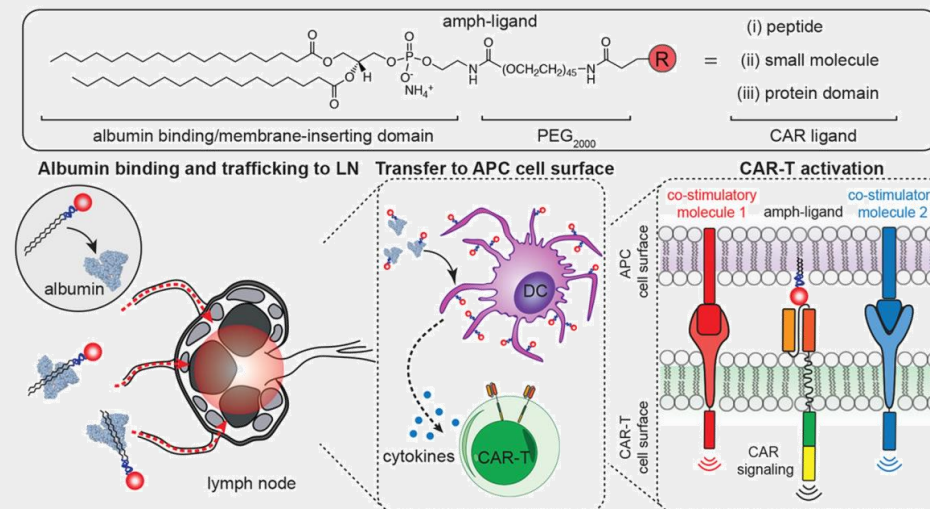 amph-ligand
O
O
O
O
H
O
O
P
O
O-
NH₄⁺
O
N
H
O
(OCH₂CH₂)₄₅
NH
O
R
=
(i) peptide
(ii) small molecule
(iii) protein domain
albumin binding/membrane-inserting domain
PEG₂₀₀₀
CAR ligand
Albumin binding and trafficking to LN
albumin
lymph node
Transfer to APC cell surface
DC
cytokines
CAR-T
CAR-T activation
co-stimulatory
molecule 1
amph-ligand
co-stimulator
molecule 2
APC
cell surface
CAR-T
cell surface
CAR
signaling